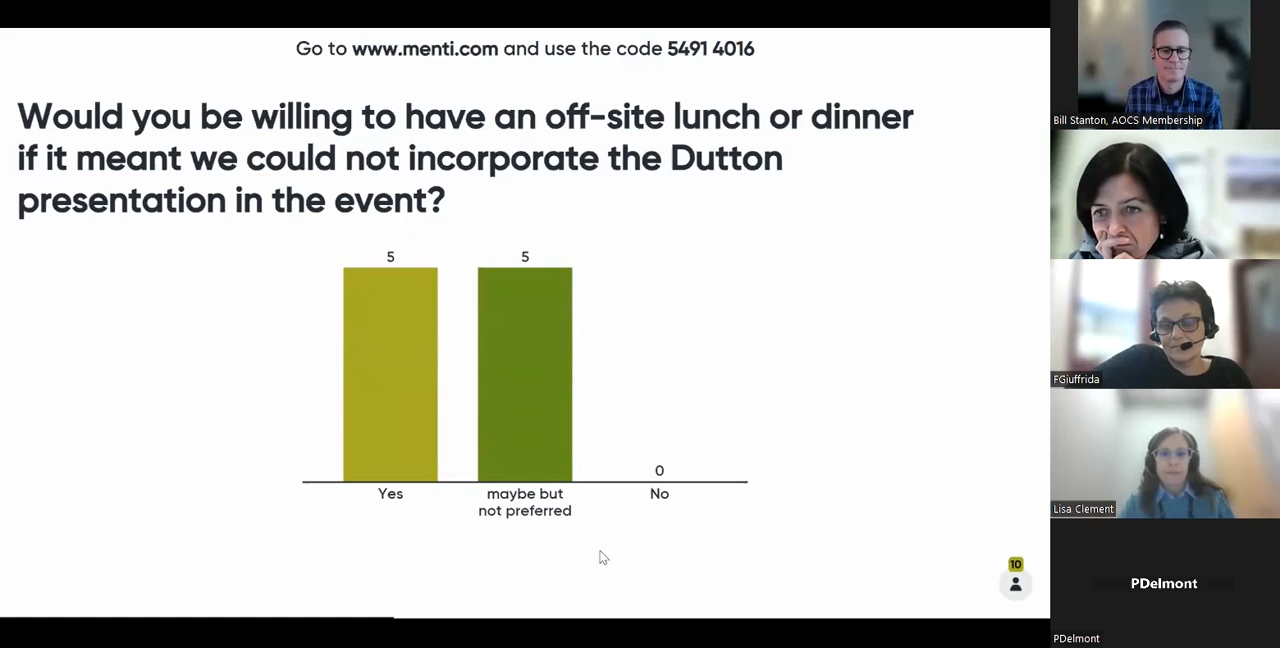 Go to www.menti.com and use the code 5491 4016
Would you be willing to have an off-site lunch or dinner
if it meant we could not incorporate the Dutton
presentation in the event?
5
5
0
Yes
maybe but
not preferred
No
10
Bill Stanton, AOCS Membership
FGiuffrida
Lisa Clement
PDelmont
PDelmont